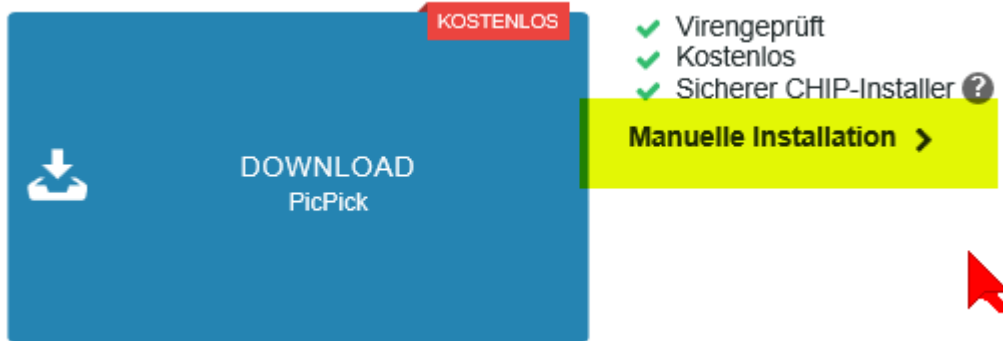 KOSTENLOS
DOWNLOAD
PicPick
Virengeprüft
Kostenlos
Sicherer CHIP-Installer ?
Manuelle Installation >